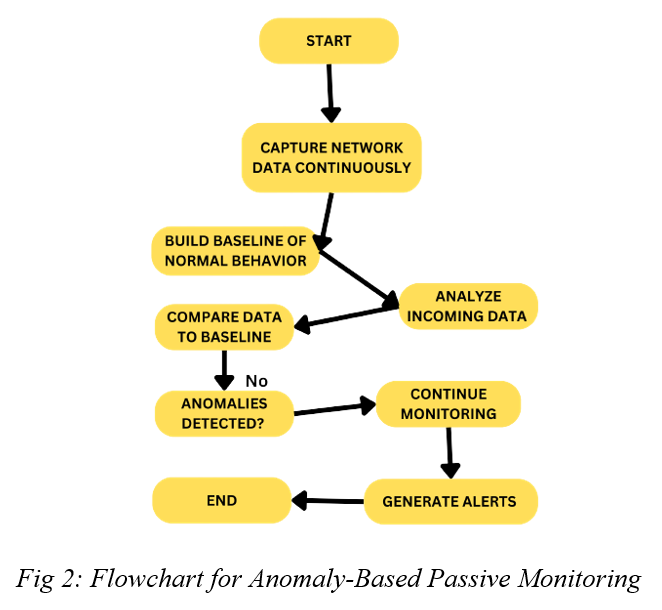 START
CAPTURE NETWORK
DATA CONTINUOUSLY
BUILD BASELINE OF
NORMAL BEHAVIOR
ANALYZE
INCOMING DATA
COMPARE DATA
TO BASELINE
No
ANOMALIES
DETECTED?
CONTINUE
MONITORING
GENERATE ALERTS
END
Fig 2: Flowchart for Anomaly-Based Passive Monitoring